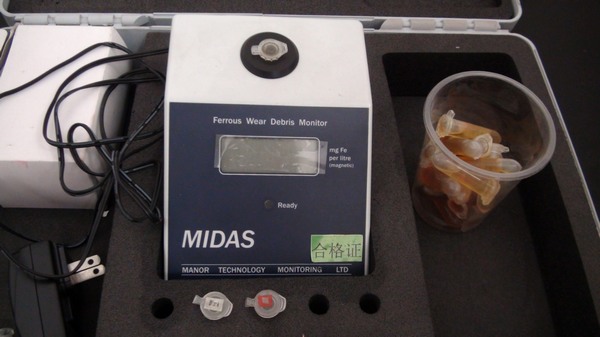 Ferrous Wear Debris Monitor
mg Fe
per litre
(magnetic)
Ready
MIDAS
合格证
MANOR TECHNOLOGY MONITORING LTD